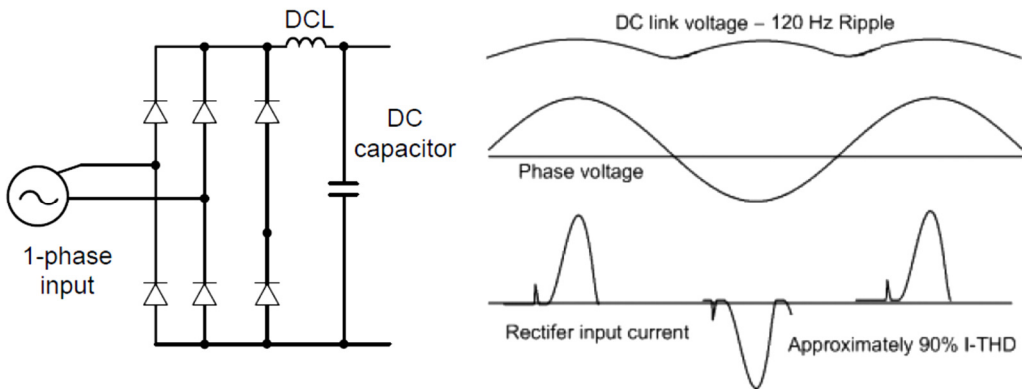 DCL
DC
capacitor
1-phase
input
DC link voltage – 120 Hz Ripple
Phase voltage
Rectifer input current
Approximately 90% I-THD